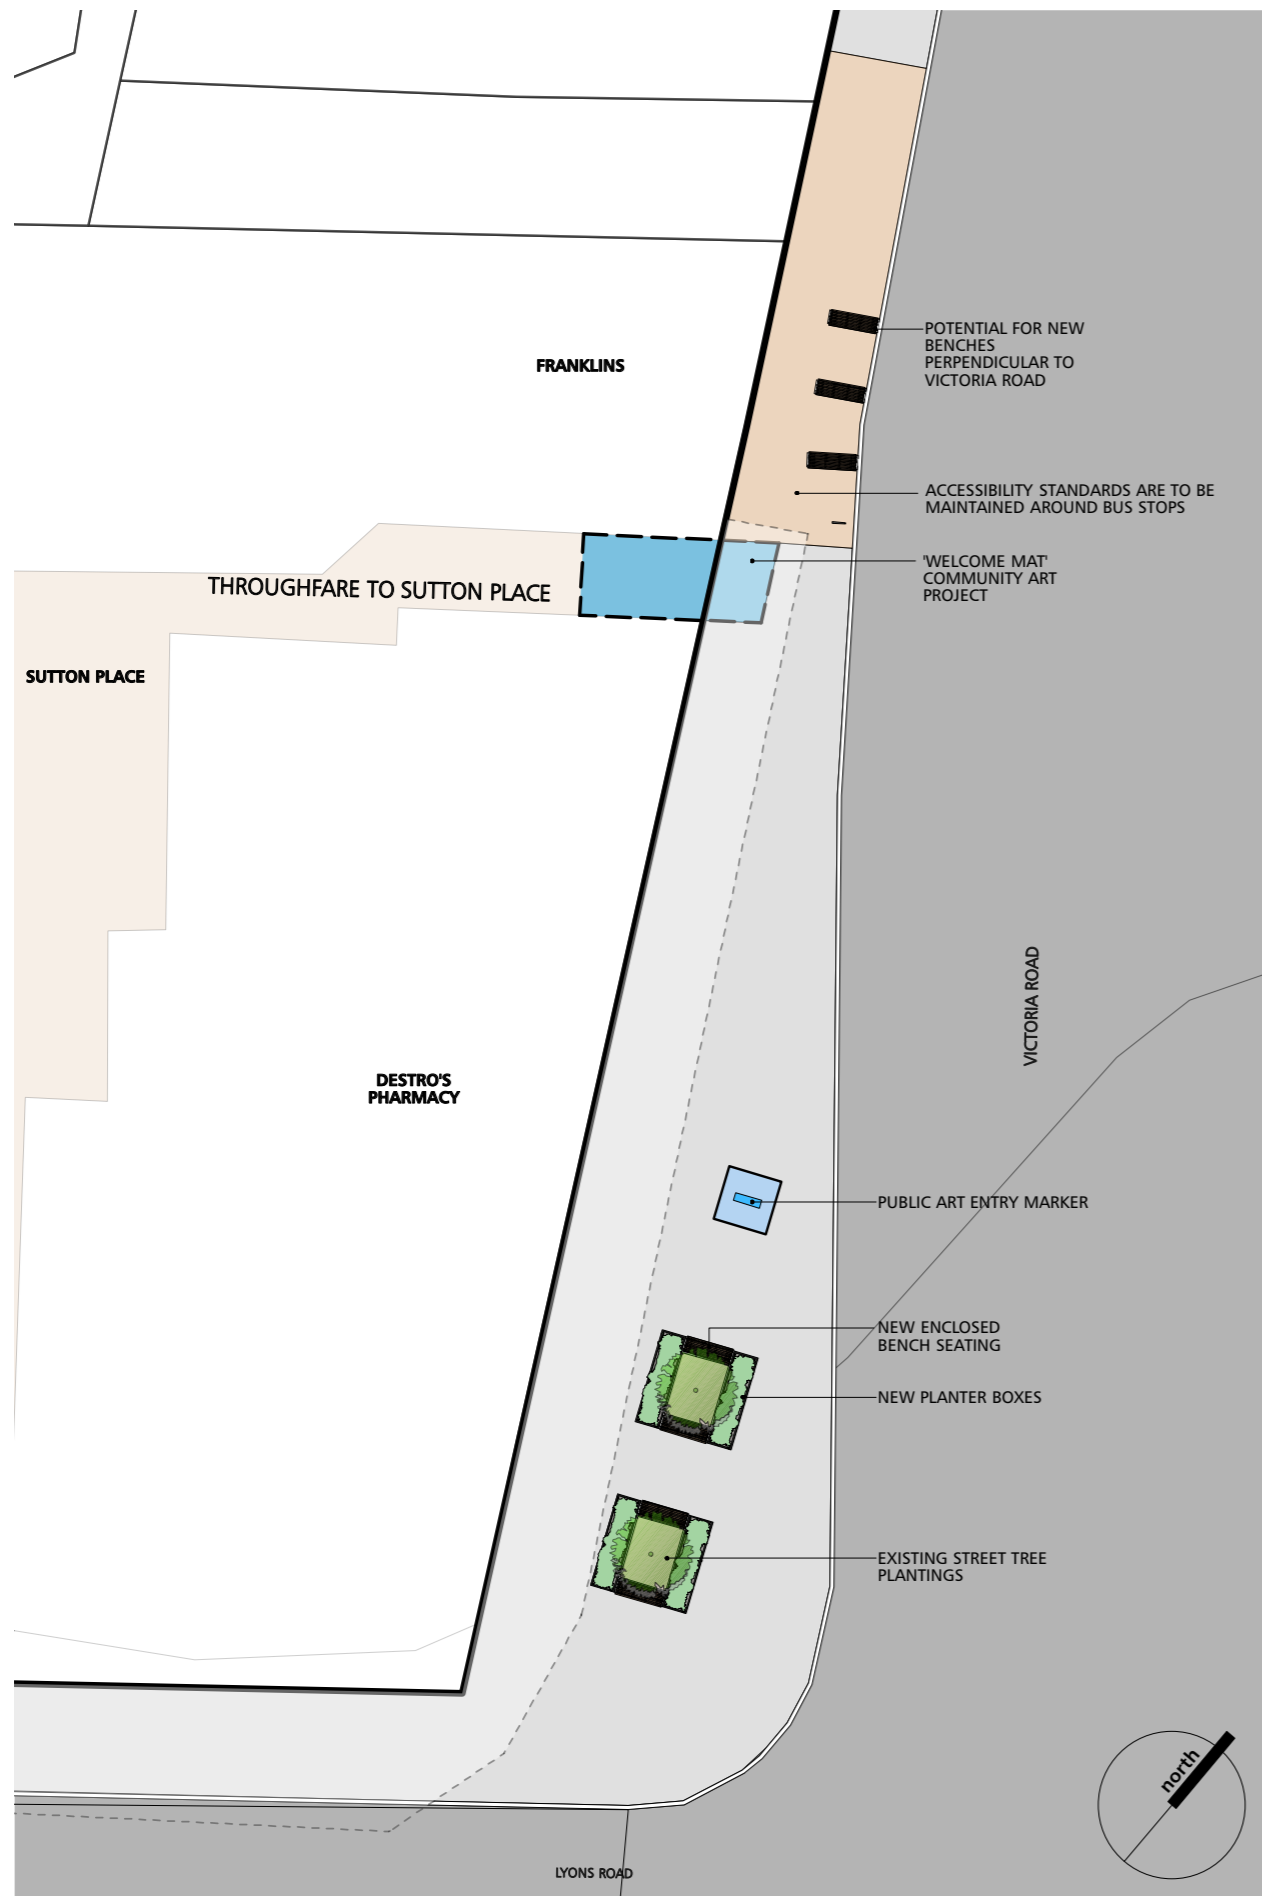 POTENTIAL FOR NEW
BENCHES
PERPENDICULAR TO
VICTORIA ROAD
FRANKLINS
ACCESSIBILITY STANDARDS ARE TO BE
MAINTAINED AROUND BUS STOPS
'WELCOME MAT'
COMMUNITY ART
PROJECT
THROUGHFARE TO SUTTON PLACE
SUTTON PLACE
VICTORIA ROAD
DESTRO'S
PHARMACY
PUBLIC ART ENTRY MARKER
NEW ENCLOSED
BENCH SEATING
NEW PLANTER BOXES
EXISTING STREET TREE
PLANTINGS
north
LYONS ROAD